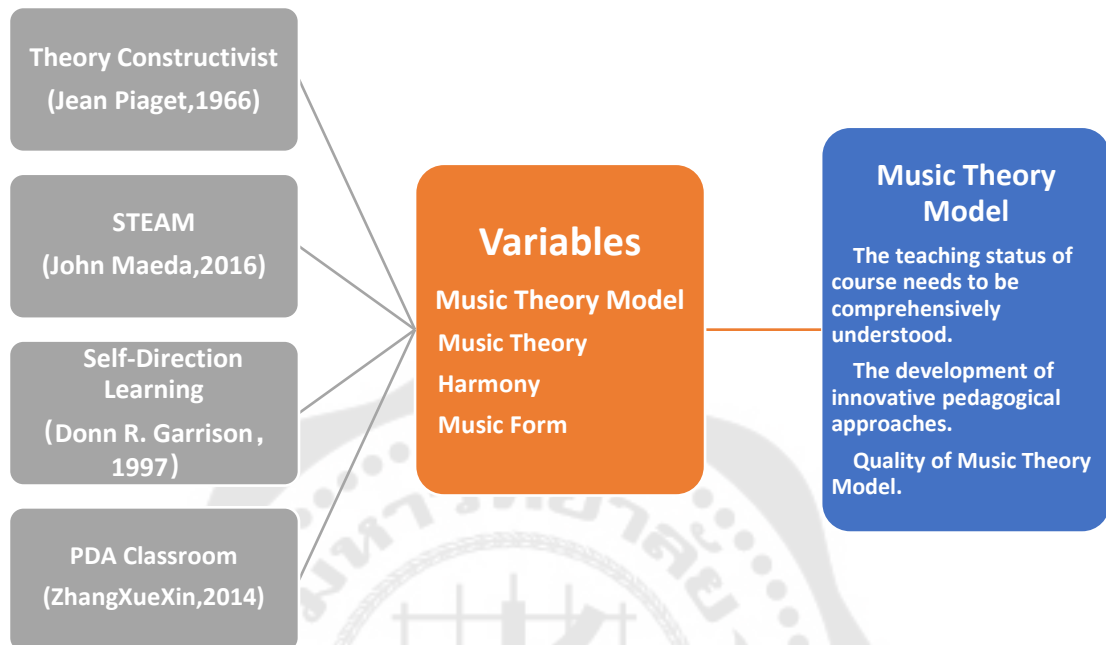 Theory Constructivist
(Jean Piaget,1966)
STEAM
(John Maeda,2016)
Self-Direction
Learning
（Donn R. Garrison，
1997）
PDA Classroom
(ZhangXueXin,2014)
Variables
Music Theory Model
Music Theory
Harmony
Music Form
Music Theory
Model
The teaching status of
course needs to be
comprehensively
understood.
The development of
innovative pedagogical
approaches.
Quality of Music Theory
Model.